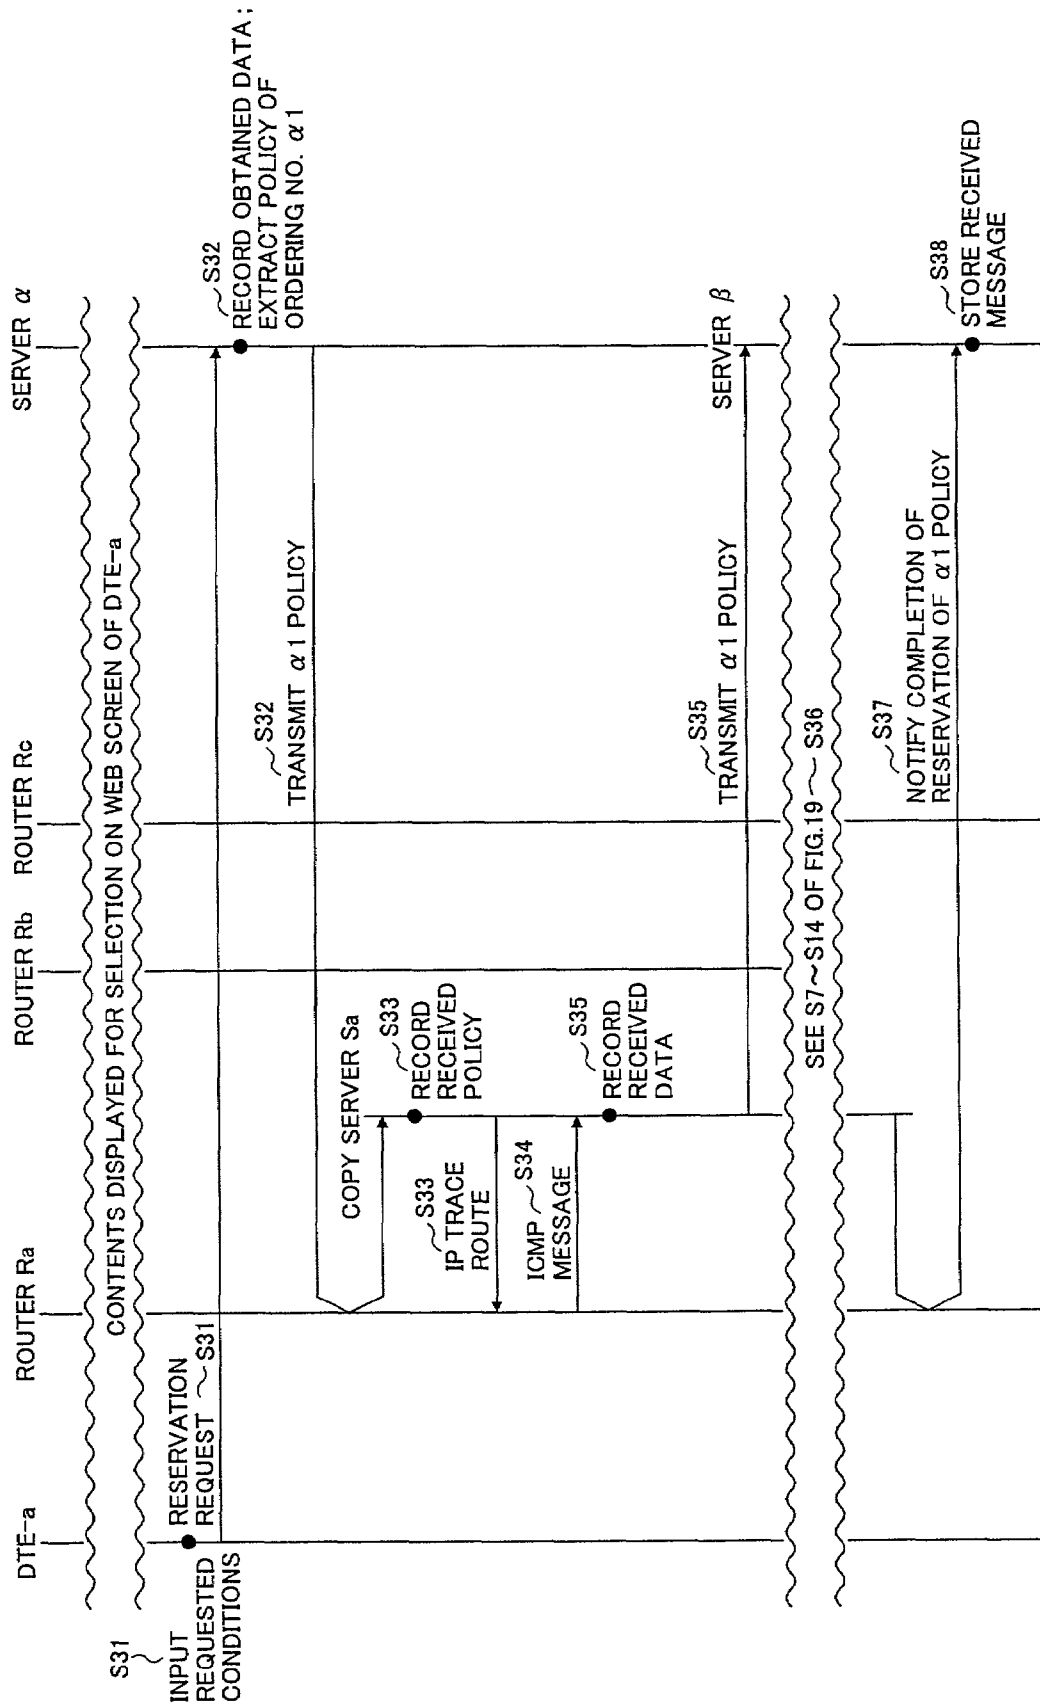 DTE-a
ROUTER Ra
ROUTER Rb
ROUTER Rc
SERVER α
CONTENTS DISPLAYED FOR SELECTION ON WEB SCREEN OF DTE-a
S31
INPUT
REQUESTED
CONDITIONS
RESERVATION
REQUEST
S31
S32
RECORD OBTAINED DATA ;
EXTRACT POLICY OF
ORDERING NO. α1
S32
TRANSMIT α1 POLICY
COPY SERVER Sa
S33
RECORD
RECEIVED
POLICY
S33
IP TRACE
ROUTE
ICMP
MESSAGE
S34
S35
RECORD
RECEIVED
DATA
S35
TRANSMIT α1 POLICY
SERVER β
SEE S7~S14 OF FIG.19
S36
S37
NOTIFY COMPLETION OF
RESERVATION OF α1 POLICY
S38
STORE RECEIVED
MESSAGE